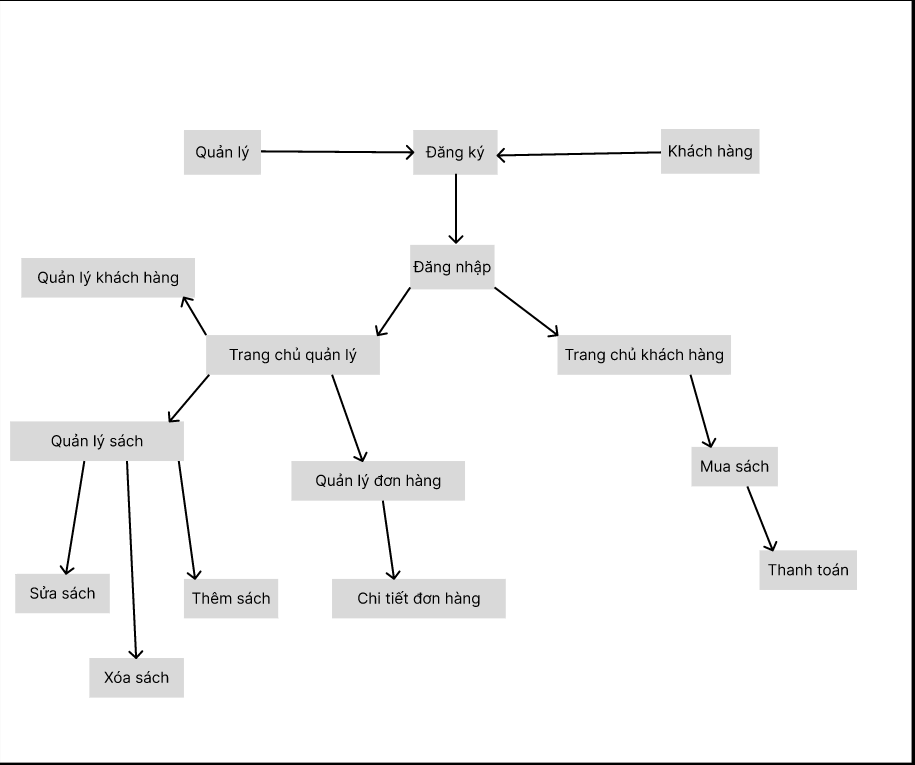 Quản lý
Đăng ký
Khách hàng
Đăng nhập
Quản lý khách hàng
Trang chủ quản lý
Trang chủ khách hàng
Quản lý sách
Quản lý đơn hàng
Mua sách
Thanh toán
Sửa sách
Thêm sách
Chi tiết đơn hàng
Xóa sách